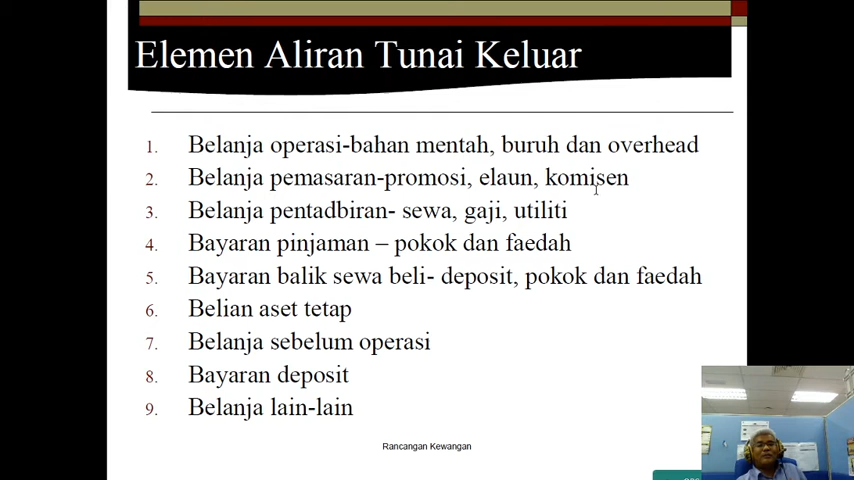 Elemen Aliran Tunai Keluar
1. Belanja operasi-bahan mentah, buruh dan overhead
2. Belanja pemasaran-promosi, elaun, komisen
3. Belanja pentadbiran- sewa, gaji, utiliti
4. Bayaran pinjaman – pokok dan faedah
5. Bayaran balik sewa beli- deposit, pokok dan faedah
6. Belian aset tetap
7. Belanja sebelum operasi
8. Bayaran deposit
9. Belanja lain-lain
Rancangan Kewangan